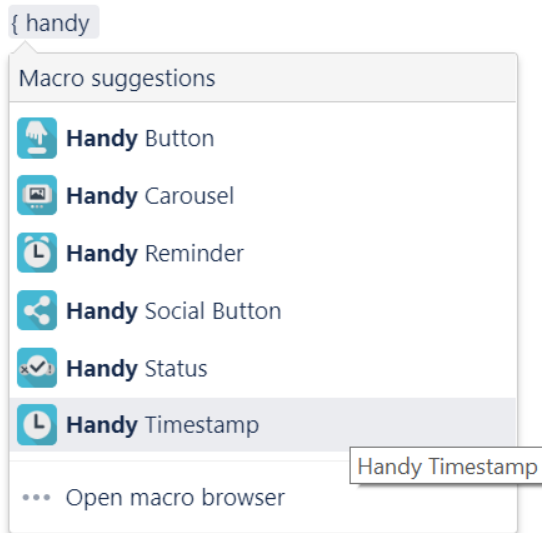 { handy
Macro suggestions
Handy Button
Handy Carousel
Handy Reminder
Handy Social Button
Handy Status
Handy Timestamp
Handy Timestamp
Open macro browser